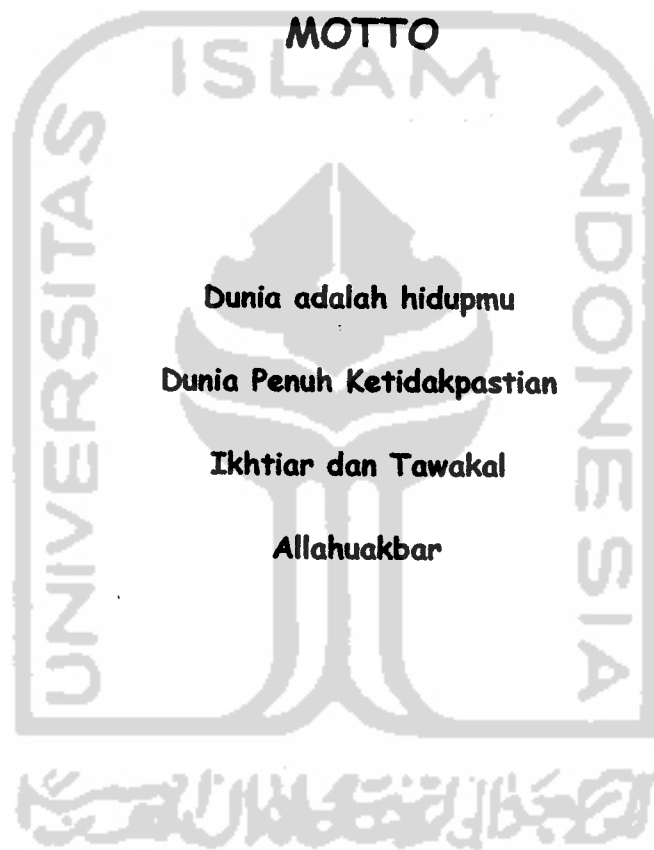 MOTTO
ISLAM
UNIVERSITAS
INDONESIA
Dunia adalah hidupmu
Dunia Penuh Ketidakpastian
Ikhtiar dan Tawakal
Allahuakbar